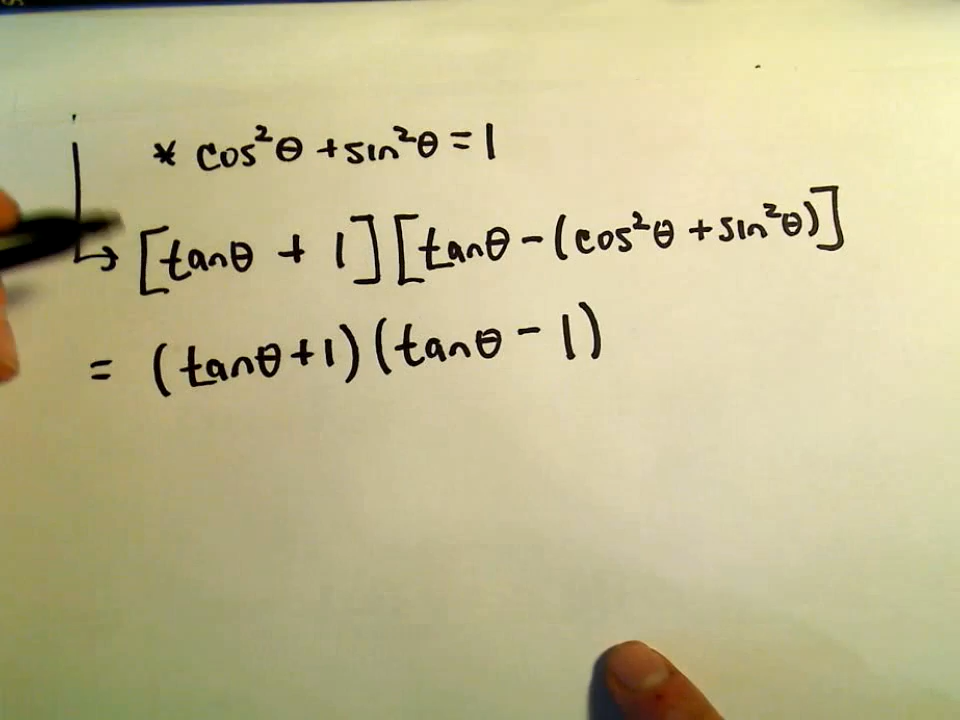 * cos²θ + sin²θ = 1
[tanθ + 1][tanθ - (cos²θ + sin²θ)]
= (tanθ + 1)(tanθ - 1)